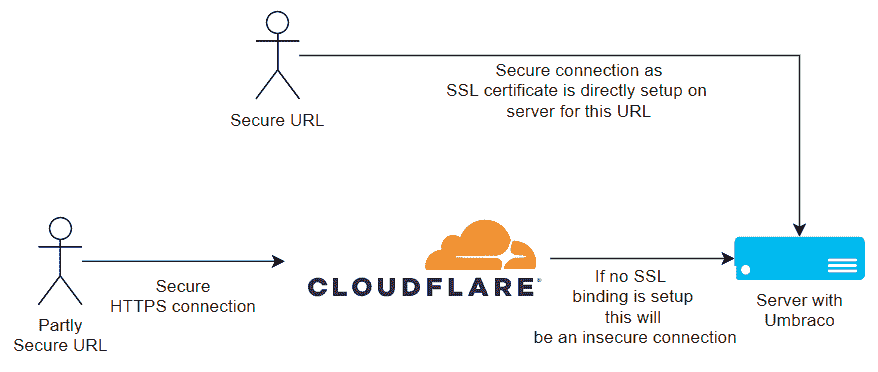 Secure connection as
SSL certificate is directly setup on
server for this URL
Secure URL
Secure
HTTPS connection
CLOUDFLARE
If no SSL
binding is setup
this will
be an insecure connection
Server with
Umbraco
Partly
Secure URL